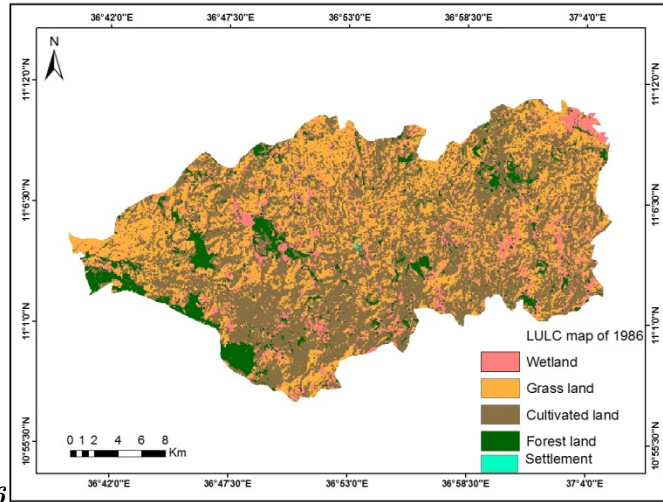 36°42'0"E 36°47'30"E 36°53'0"E 36°58'30"E 37°4'0"E
N
11°12'0"N 11°12'0"N
11°6'30"N 11°6'30"N
11°1'0"N 11°1'0"N
LULC map of 1986
Wetland
Grass land
Cultivated land
Forest land
Settlement
0 1 2 4 6 8
Km
10°55'30"N 10°55'30"N
36°42'0"E 36°47'30"E 36°53'0"E 36°58'30"E 37°4'0"E
6